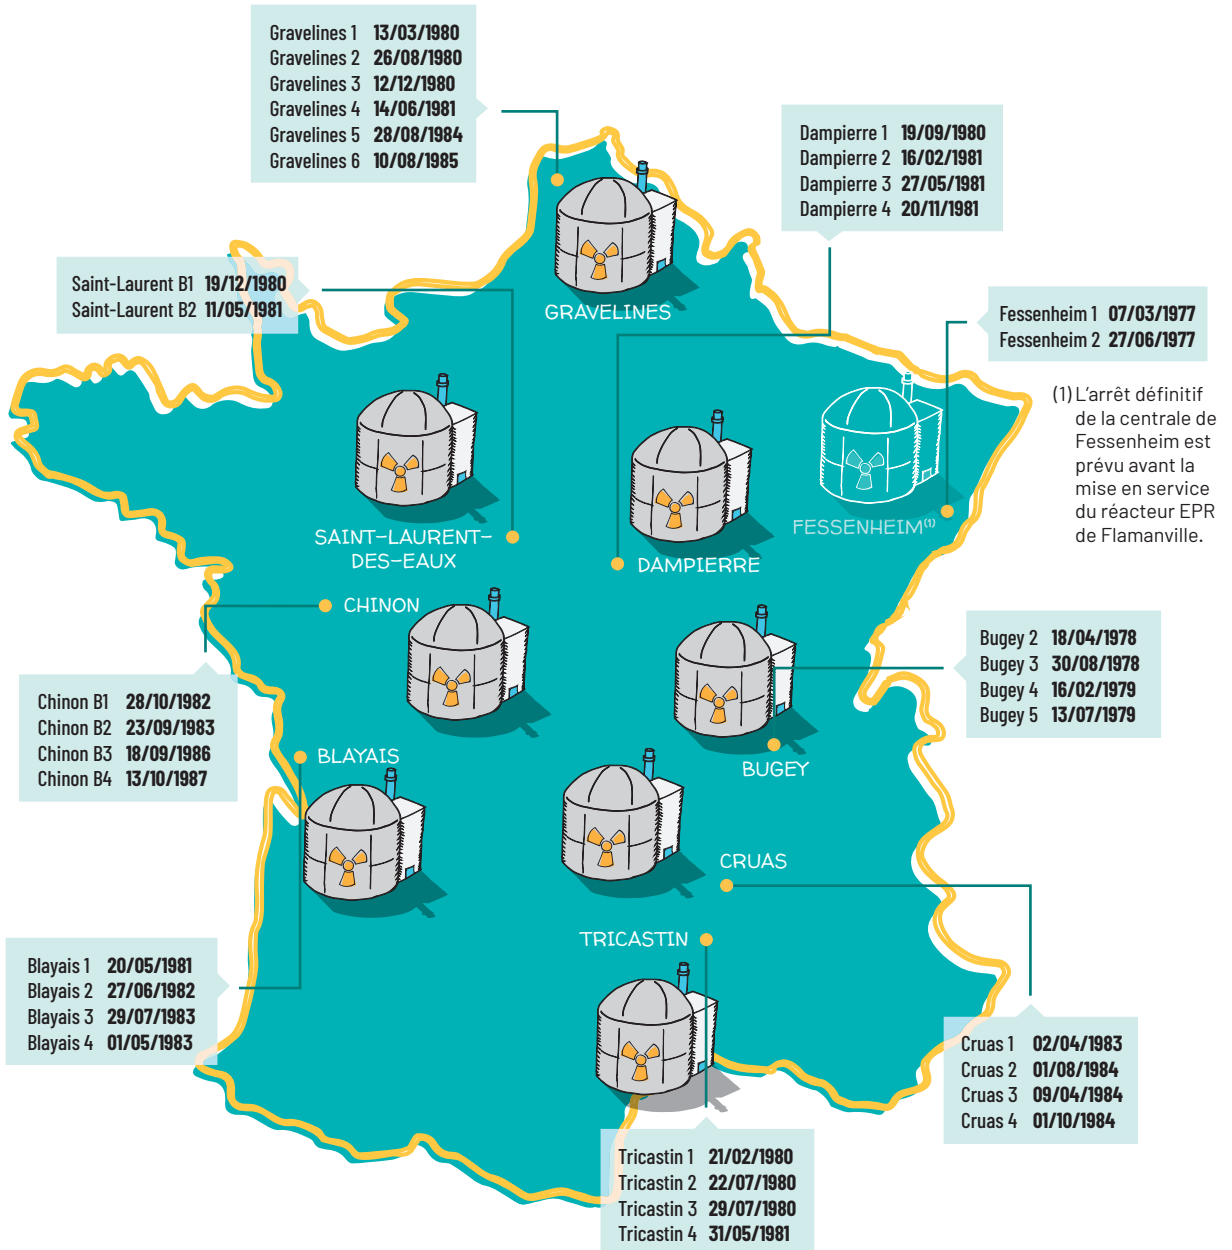 Gravelines 1 13/03/1980
Gravelines 2 26/08/1980
Gravelines 3 12/12/1980
Gravelines 4 14/06/1981
Gravelines 5 28/08/1984
Gravelines 6 10/08/1985
Dampierre 1 19/09/1980
Dampierre 2 16/02/1981
Dampierre 3 27/05/1981
Dampierre 4 20/11/1981
Saint-Laurent B1 19/12/1980
Saint-Laurent B2 11/05/1981
GRAVELINES
Fessenheim 1 07/03/1977
Fessenheim 2 27/06/1977
(1) L'arrêt définitif
de la centrale de
Fessenheim est
prévu avant la
mise en service
du réacteur EPR
de Flamanville.
SAINT-LAURENT-
DES-EAUX
DAMPIERRE
FESSENHEIM(1)
CHINON
Chinon B1 28/10/1982
Chinon B2 23/09/1983
Chinon B3 18/09/1986
Chinon B4 13/10/1987
Bugey 2 18/04/1978
Bugey 3 30/08/1978
Bugey 4 16/02/1979
Bugey 5 13/07/1979
BLAYAIS
BUGEY
CRUAS
TRICASTIN
Blayais 1 20/05/1981
Blayais 2 27/06/1982
Blayais 3 29/07/1983
Blayais 4 01/05/1983
Cruas 1 02/04/1983
Cruas 2 01/08/1984
Cruas 3 09/04/1984
Cruas 4 01/10/1984
Tricastin 1 21/02/1980
Tricastin 2 22/07/1980
Tricastin 3 29/07/1980
Tricastin 4 31/05/1981